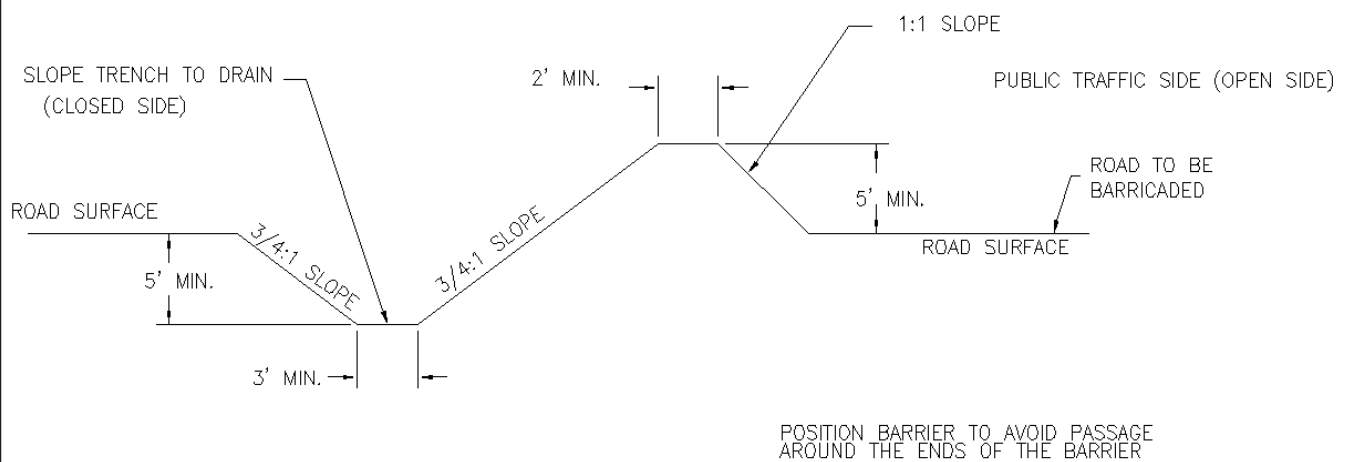 1:1 SLOPE
SLOPE TRENCH TO DRAIN
(CLOSED SIDE)
2' MIN.
PUBLIC TRAFFIC SIDE (OPEN SIDE)
ROAD TO BE
BARRICADED
5' MIN.
ROAD SURFACE
3/4:1 SLOPE
3/4:1 SLOPE
ROAD SURFACE
5' MIN.
3' MIN.
POSITION BARRIER TO AVOID PASSAGE
AROUND THE ENDS OF THE BARRIER